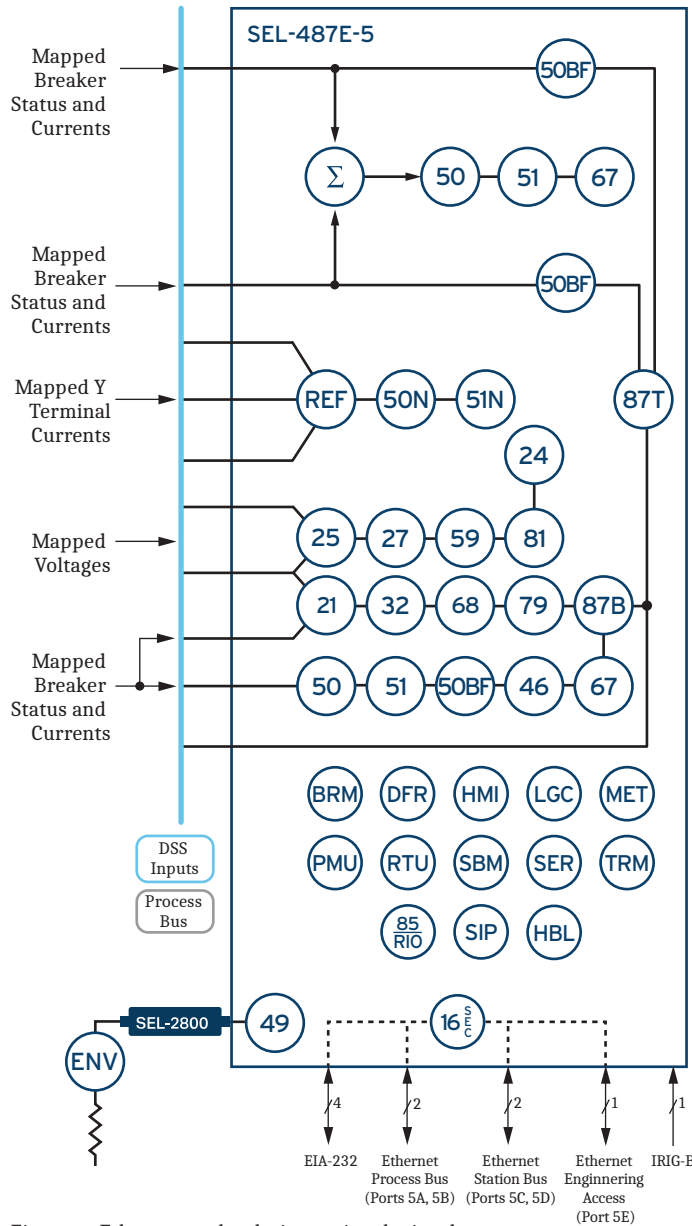 SEL-487E-5
Mapped
Breaker
Status and
Currents
50BF
Σ
50
51
67
Mapped
Breaker
Status and
Currents
50BF
Mapped Y
Terminal
Currents
REF
50N
51N
87T
24
Mapped
Voltages
25
27
59
81
21
32
68
79
87B
Mapped
Breaker
Status and
Currents
50
51
50BF
46
67
BRM
DFR
HMI
LGC
MET
DSS
Inputs
PMU
RTU
SBM
SER
TRM
Process
Bus
85
RIO
SIP
HBL
SEL-2800
49
16 SEC
ENV
4
2
2
1
1
EIA-232
Ethernet
Process Bus
(Ports 5A, 5B)
Ethernet
Station Bus
(Ports 5C, 5D)
Ethernet
Enginnering
Access
(Port 5E)
IRIG-B